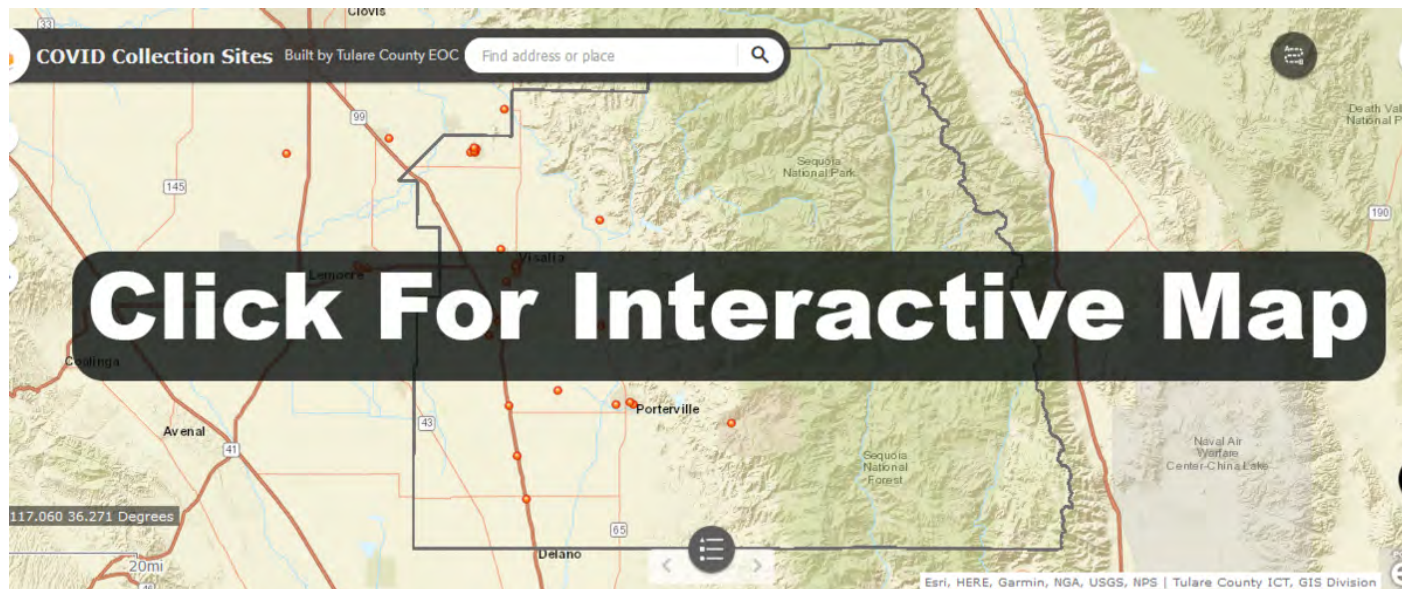 Clovis
33
COVID Collection Sites Built by Tulare County EOC Find address or place
99
Death Val
National P
Sequoia
National Park
145
190
Visalia
Lemoore
Click For Interactive Map
Coalinga
Porterville
43
Avenal
41
Naval Air
Warfare
Center-China Lake
Sequoia
National
Forest
117.060 36.271 Degrees
65
Delano
20mi
46
Esri, HERE, Garmin, NGA, USGS, NPS | Tulare County ICT, GIS Division